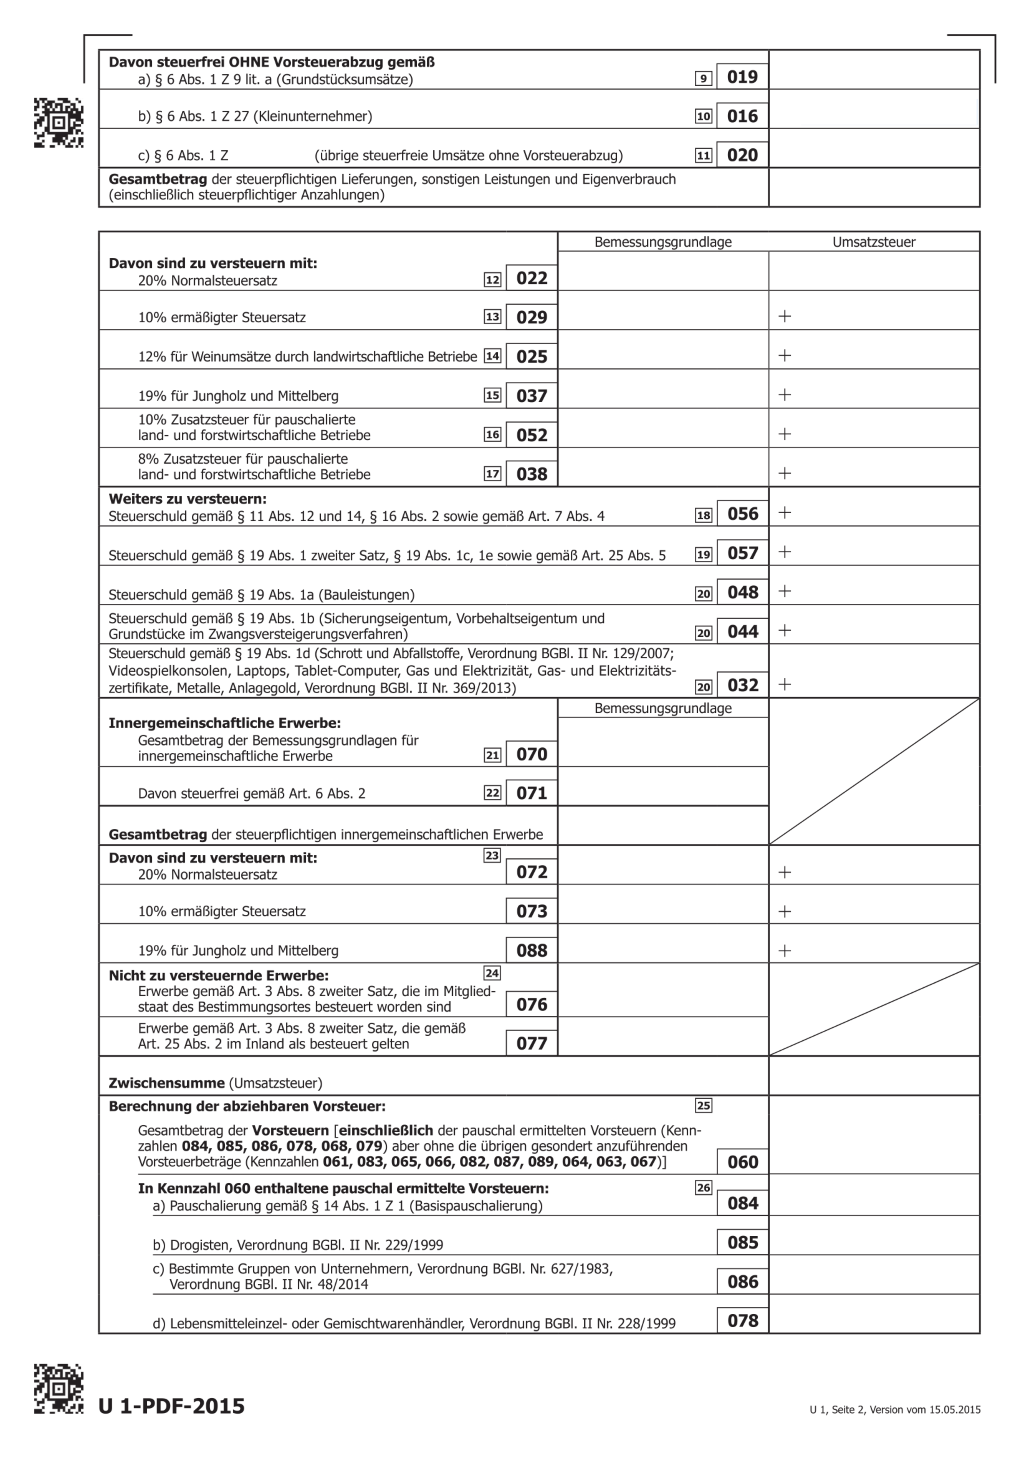 Davon steuerfrei OHNE Vorsteuerabzug gemäß
a) § 6 Abs. 1 Z 9 lit. a (Grundstücksumsätze) 9 019
b) § 6 Abs. 1 Z 27 (Kleinunternehmer) 10 016
c) § 6 Abs. 1 Z (übrige steuerfreie Umsätze ohne Vorsteuerabzug) 11 020
Gesamtbetrag der steuerpflichtigen Lieferungen, sonstigen Leistungen und Eigenverbrauch
(einschließlich steuerpflichtiger Anzahlungen)
Bemessungsgrundlage Umsatzsteuer
Davon sind zu versteuern mit:
20% Normalsteuersatz 12 022
10% ermäßigter Steuersatz 13 029 +
12% für Weinumsätze durch landwirtschaftliche Betriebe 14 025 +
19% für Jungholz und Mittelberg 15 037 +
10% Zusatzsteuer für pauschalierte
land- und forstwirtschaftliche Betriebe 16 052 +
8% Zusatzsteuer für pauschalierte
land- und forstwirtschaftliche Betriebe 17 038 +
Weiters zu versteuern:
Steuerschuld gemäß § 11 Abs. 12 und 14, § 16 Abs. 2 sowie gemäß Art. 7 Abs. 4 18 056 +
Steuerschuld gemäß § 19 Abs. 1 zweiter Satz, § 19 Abs. 1c, 1e sowie gemäß Art. 25 Abs. 5 19 057 +
Steuerschuld gemäß § 19 Abs. 1a (Bauleistungen) 20 048 +
Steuerschuld gemäß § 19 Abs. 1b (Sicherungseigentum, Vorbehaltseigentum und
Grundstücke im Zwangsversteigerungsverfahren) 20 044 +
Steuerschuld gemäß § 19 Abs. 1d (Schrott und Abfallstoffe, Verordnung BGBl. II Nr. 129/2007;
Videospielkonsolen, Laptops, Tablet-Computer, Gas und Elektrizität, Gas- und Elektrizitäts-
zertifikate, Metalle, Anlagegold, Verordnung BGBl. II Nr. 369/2013) 20 032 +
Bemessungsgrundlage
Innergemeinschaftliche Erwerbe:
Gesamtbetrag der Bemessungsgrundlagen für
innergemeinschaftliche Erwerbe 21 070
Davon steuerfrei gemäß Art. 6 Abs. 2 22 071
Gesamtbetrag der steuerpflichtigen innergemeinschaftlichen Erwerbe
Davon sind zu versteuern mit: 23
20% Normalsteuersatz 072 +
10% ermäßigter Steuersatz 073 +
19% für Jungholz und Mittelberg 088 +
Nicht zu versteuernde Erwerbe: 24
Erwerbe gemäß Art. 3 Abs. 8 zweiter Satz, die im Mitglied-
staat des Bestimmungsortes besteuert worden sind 076
Erwerbe gemäß Art. 3 Abs. 8 zweiter Satz, die gemäß
Art. 25 Abs. 2 im Inland als besteuert gelten 077
Zwischensumme (Umsatzsteuer)
Berechnung der abziehbaren Vorsteuer: 25
Gesamtbetrag der Vorsteuern [einschließlich der pauschal ermittelten Vorsteuern (Kenn-
zahlen 084, 085, 086, 078, 068, 079) aber ohne die übrigen gesondert anzuführenden
Vorsteuerbeträge (Kennzahlen 061, 083, 065, 066, 082, 087, 089, 064, 063, 067)] 060
In Kennzahl 060 enthaltene pauschal ermittelte Vorsteuern: 26
a) Pauschalierung gemäß § 14 Abs. 1 Z 1 (Basispauschalierung) 084
b) Drogisten, Verordnung BGBl. II Nr. 229/1999 085
c) Bestimmte Gruppen von Unternehmern, Verordnung BGBl. Nr. 627/1983,
Verordnung BGBl. II Nr. 48/2014 086
d) Lebensmitteleinzel- oder Gemischtwarenhändler, Verordnung BGBl. II Nr. 228/1999 078
U 1-PDF-2015
U 1, Seite 2, Version vom 15.05.2015